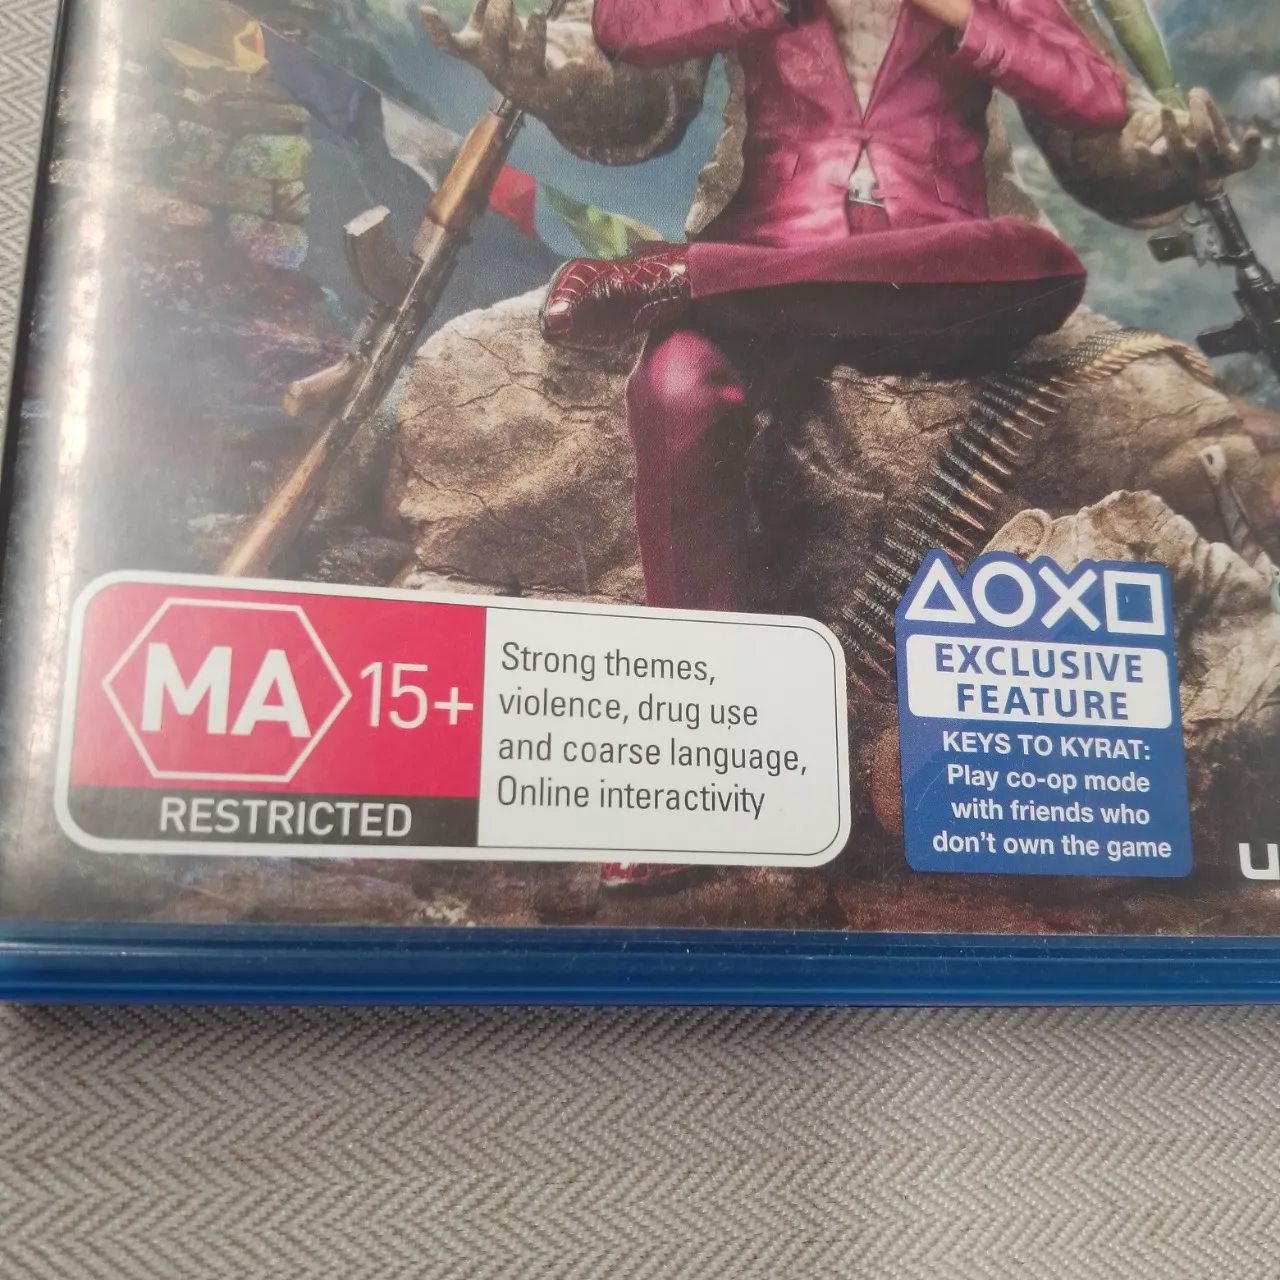 MA 15+
RESTRICTED
Strong themes,
violence, drug use
and coarse language,
Online interactivity
EXCLUSIVE
FEATURE
KEYS TO KYRAT:
Play co-op mode
with friends who
don't own the game
U